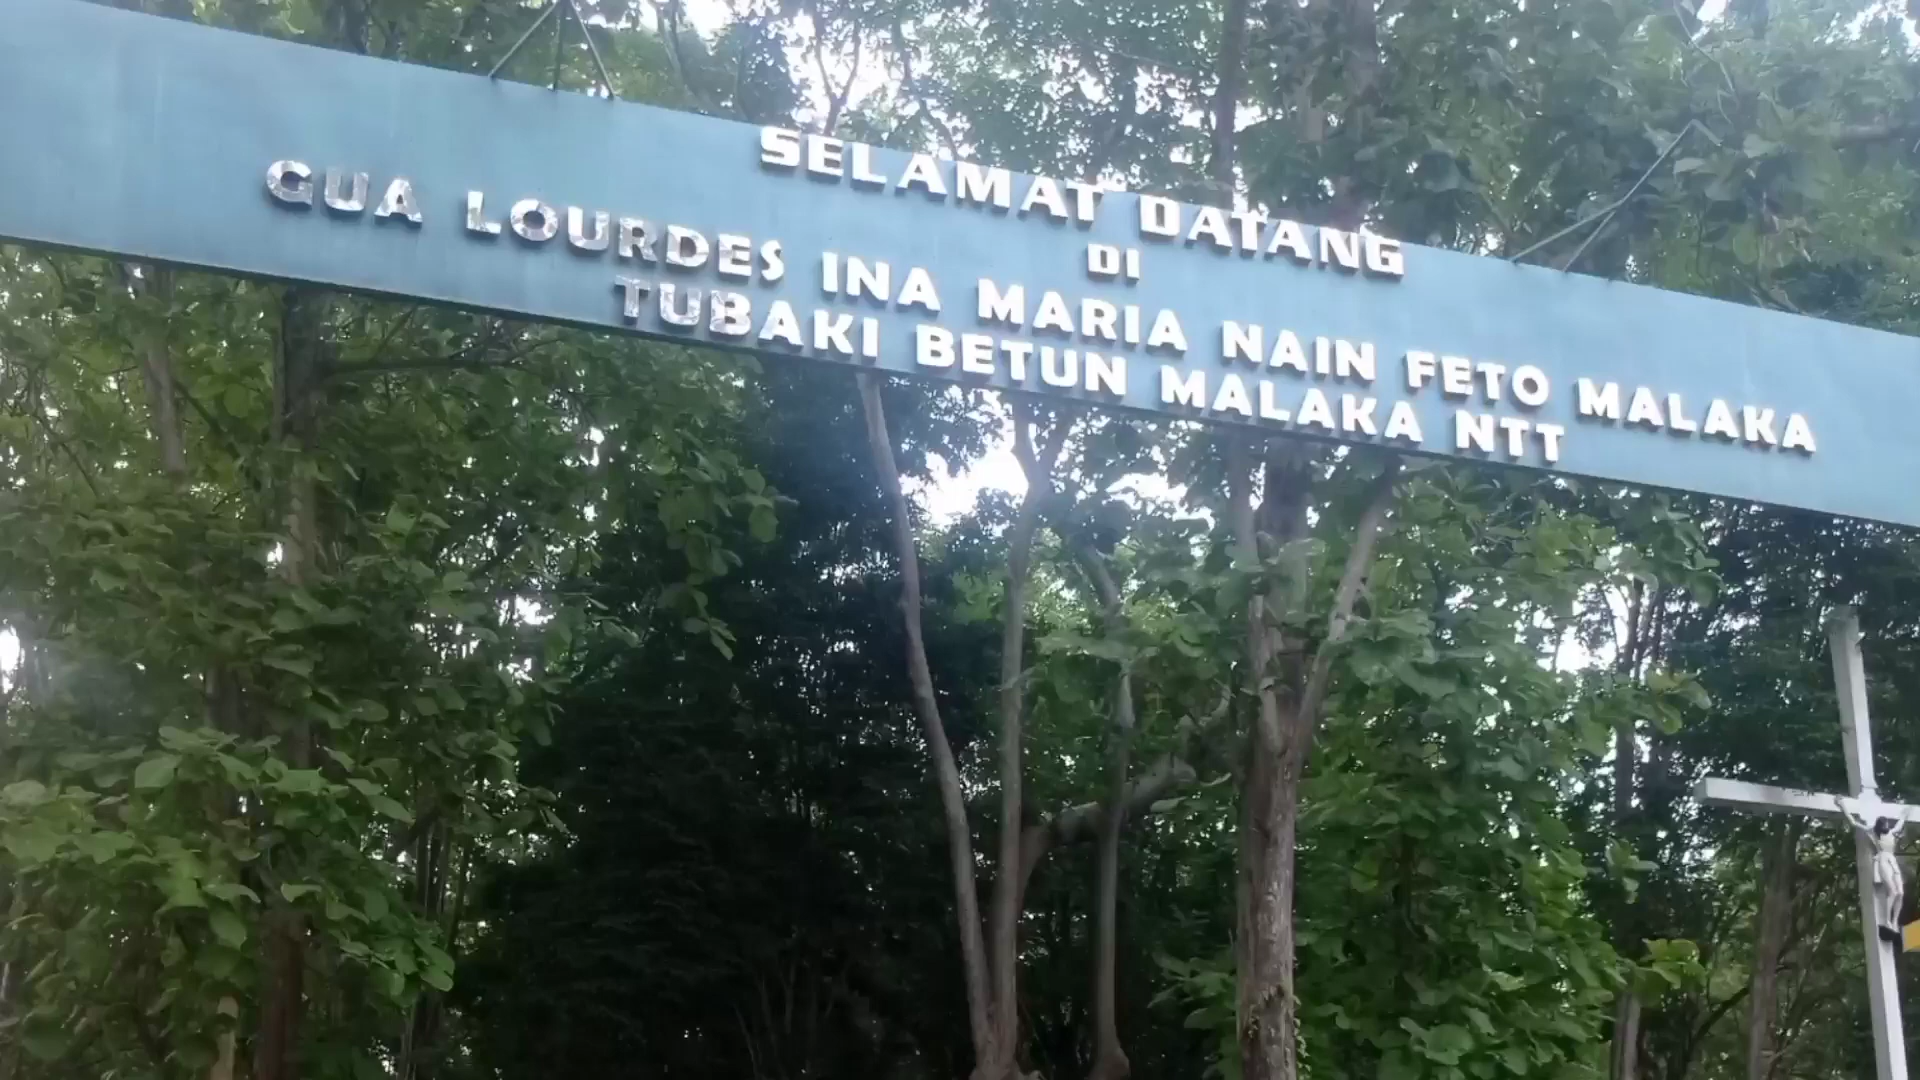 SELAMAT DATANG
DI
GUA LOURDES INA MARIA NAIN FETO MALAKA
TUBAKI BETUN MALAKA NTT